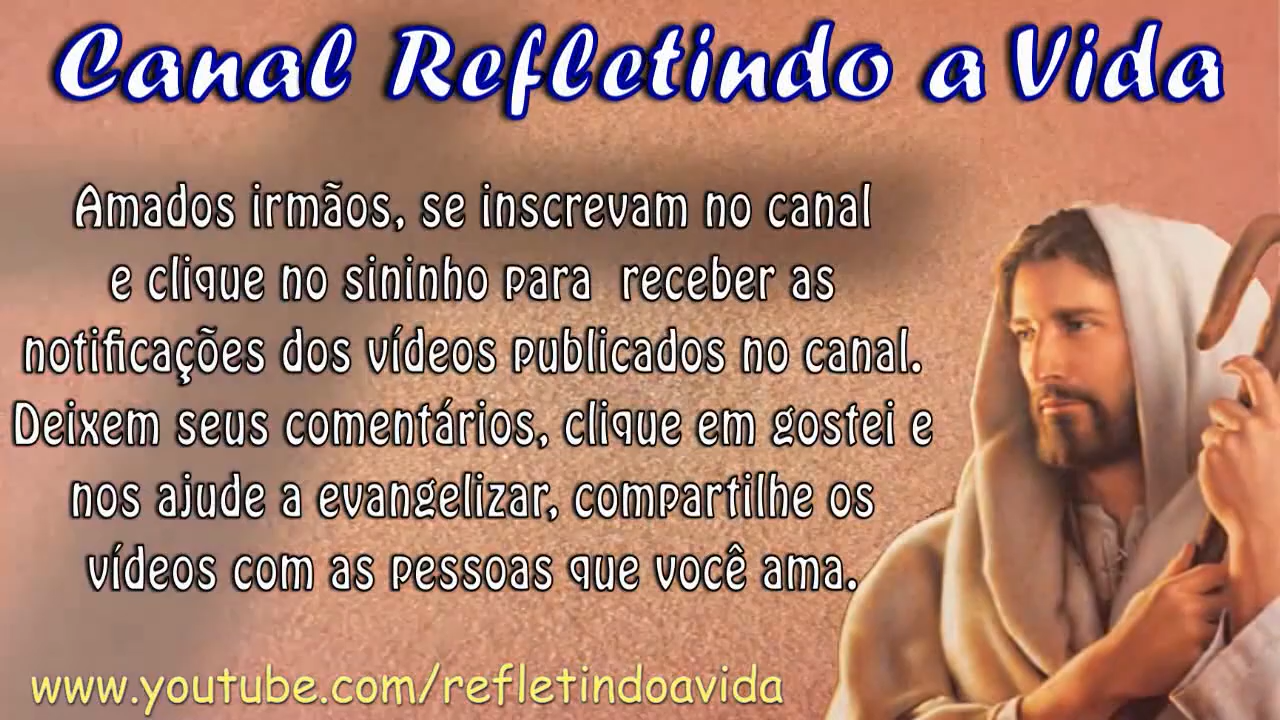 Canal Refletindo a Vida
Amados irmãos, se inscrevam no canal
e clique no sininho para receber as
notificações dos vídeos publicados no canal.
Deixem seus comentários, clique em gostei e
nos ajude a evangelizar, compartilhe os
vídeos com as pessoas que você ama.
www.youtube.com/refletindoavida